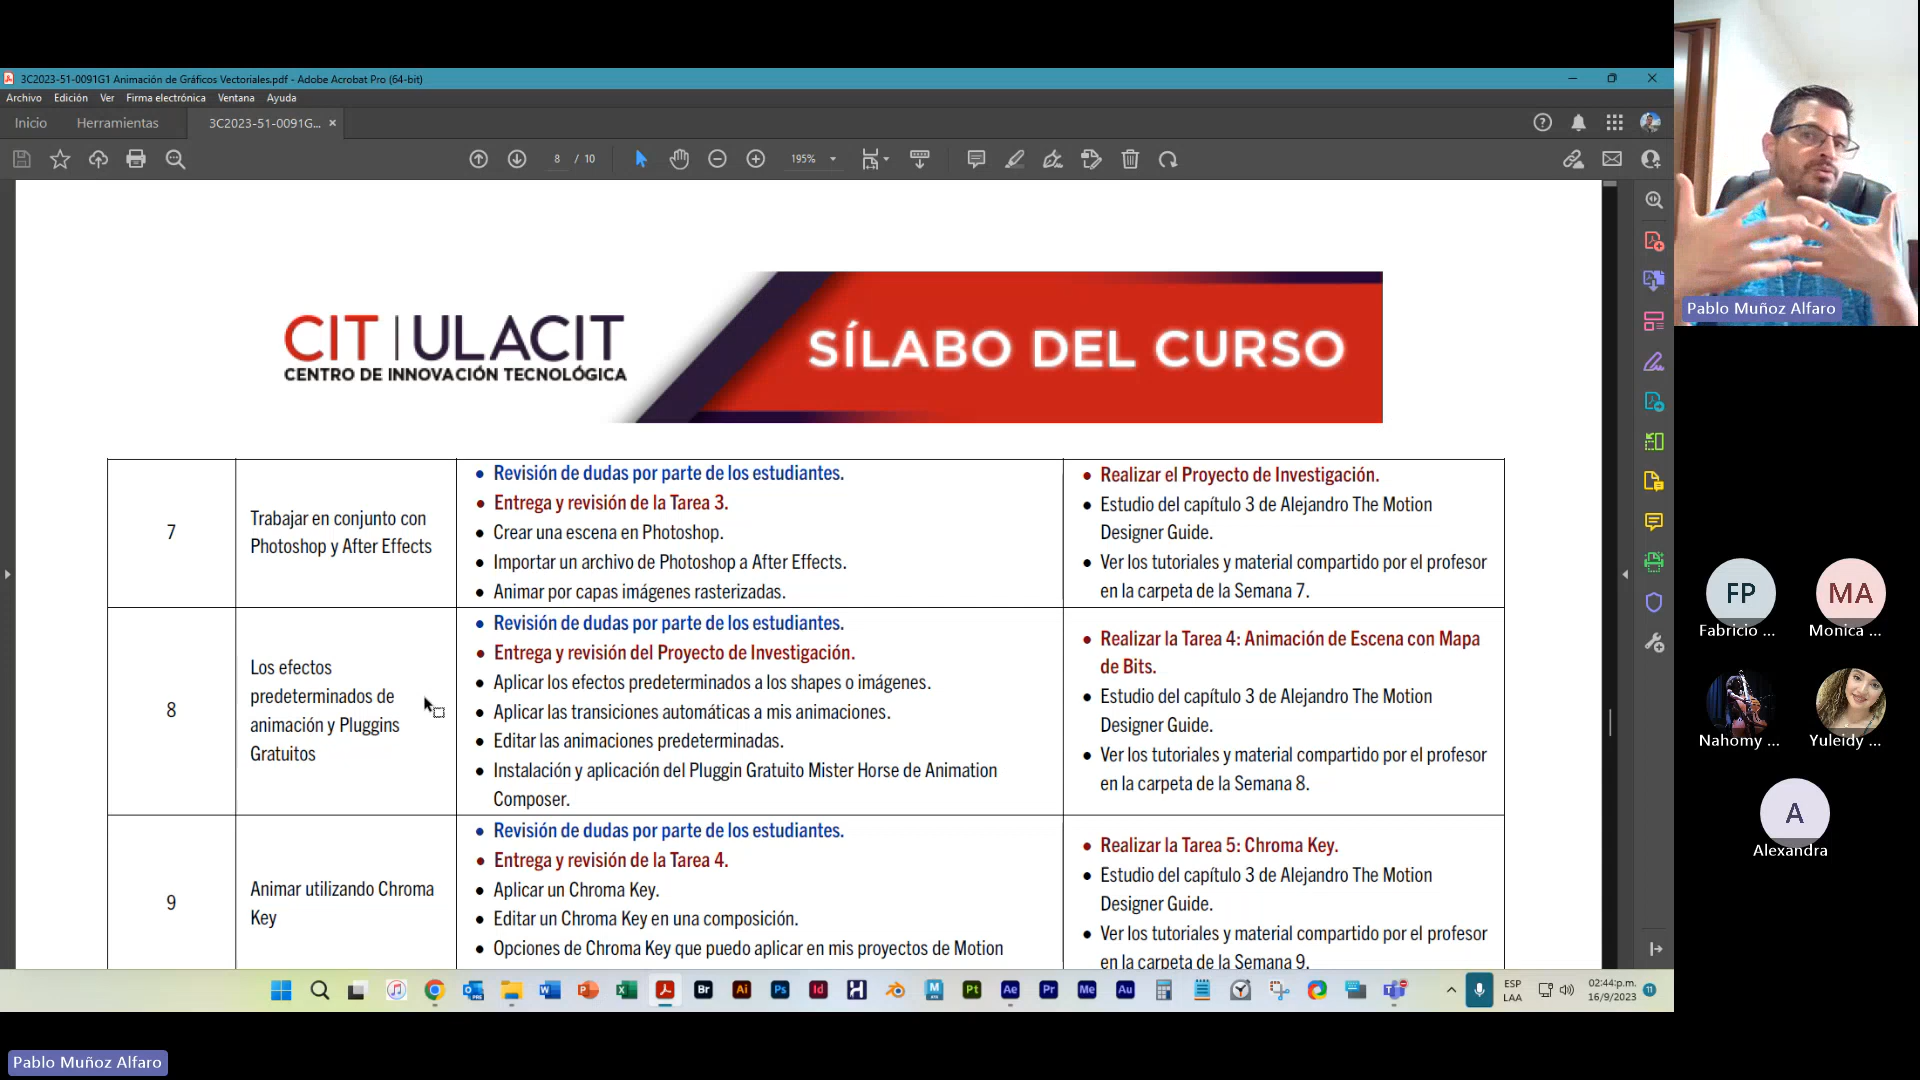 3C2023-51-0091G1 Animación de Gráficos Vectoriales.pdf - Adobe Acrobat Pro (64-bit)
Archivo Edición Ver Firma electrónica Ventana Ayuda
Inicio Herramientas 3C2023-51-0091G... ×
8 / 10 195%
CIT | ULACIT
CENTRO DE INNOVACIÓN TECNOLÓGICA
SÍLABO DEL CURSO
7
Trabajar en conjunto con
Photoshop y After Effects
• Revisión de dudas por parte de los estudiantes.
• Entrega y revisión de la Tarea 3.
• Crear una escena en Photoshop.
• Importar un archivo de Photoshop a After Effects.
• Animar por capas imágenes rasterizadas.
• Realizar el Proyecto de Investigación.
• Estudio del capítulo 3 de Alejandro The Motion
Designer Guide.
• Ver los tutoriales y material compartido por el profesor
en la carpeta de la Semana 7.
8
Los efectos
predeterminados de
animación y Pluggins
Gratuitos
• Revisión de dudas por parte de los estudiantes.
• Entrega y revisión del Proyecto de Investigación.
• Aplicar los efectos predeterminados a los shapes o imágenes.
• Aplicar las transiciones automáticas a mis animaciones.
• Editar las animaciones predeterminadas.
• Instalación y aplicación del Pluggin Gratuito Mister Horse de Animation
Composer.
• Realizar la Tarea 4: Animación de Escena con Mapa
de Bits.
• Estudio del capítulo 3 de Alejandro The Motion
Designer Guide.
• Ver los tutoriales y material compartido por el profesor
en la carpeta de la Semana 8.
9
Animar utilizando Chroma
Key
• Revisión de dudas por parte de los estudiantes.
• Entrega y revisión de la Tarea 4.
• Aplicar un Chroma Key.
• Editar un Chroma Key en una composición.
• Opciones de Chroma Key que puedo aplicar en mis proyectos de Motion
• Realizar la Tarea 5: Chroma Key.
• Estudio del capítulo 3 de Alejandro The Motion
Designer Guide.
• Ver los tutoriales y material compartido por el profesor
en la carpeta de la Semana 9.
Br Ai Ps Id Pt Ae Pr Me Au
ESP
LAA
02:44:p.m.
16/9/2023
11
Pablo Muñoz Alfaro
FP
Fabricio ...
MA
Monica ...
Nahomy ...
Yuleidy ...
A
Alexandra
Pablo Muñoz Alfaro